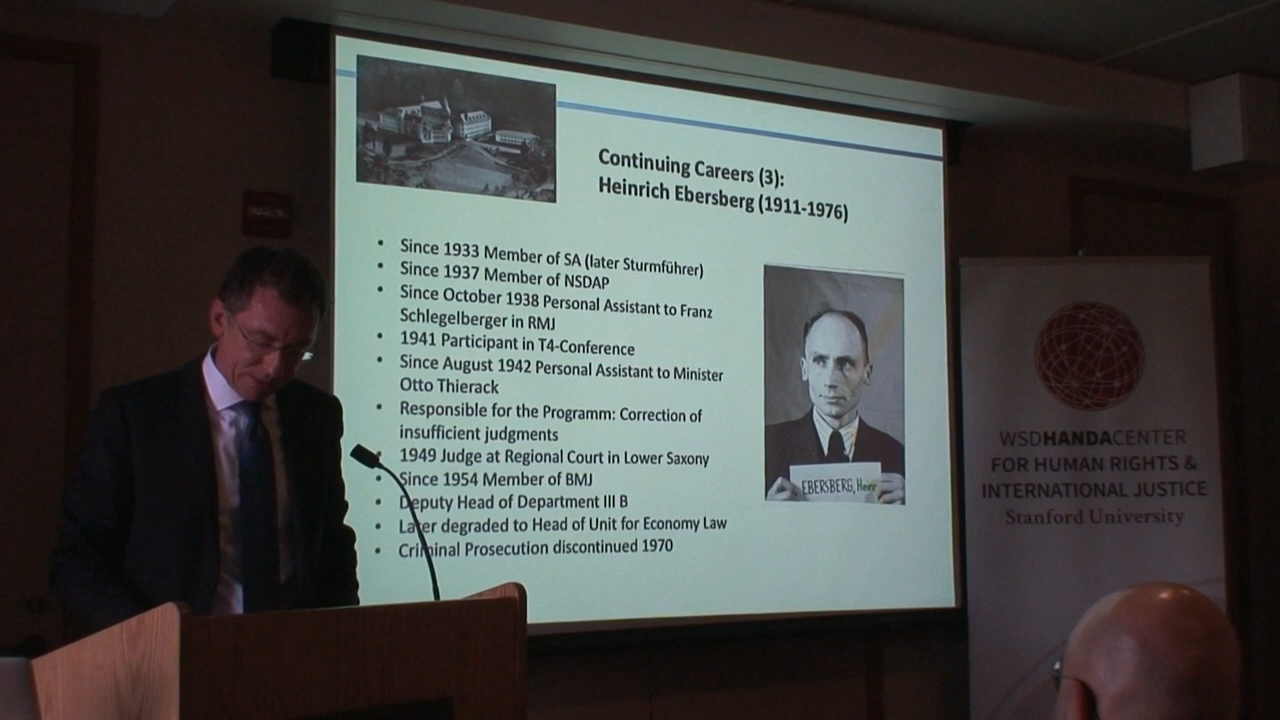 Continuing Careers (3):
Heinrich Ebersberg (1911-1976)
• Since 1933 Member of SA (later Sturmführer)
• Since 1937 Member of NSDAP
• Since October 1938 Personal Assistant to Franz
Schlegelberger in RMJ
• 1941 Participant in T4-Conference
• Since August 1942 Personal Assistant to Minister
Otto Thierack
• Responsible for the Programm: Correction of
insufficient judgments
• 1949 Judge at Regional Court in Lower Saxony
• Since 1954 Member of BMJ
• Deputy Head of Department III B
• Later degraded to Head of Unit for Economy Law
• Criminal Prosecution discontinued 1970
EBERSBERG, Herr
WSDHANDACENTER
FOR HUMAN RIGHTS &
INTERNATIONAL JUSTICE
Stanford University